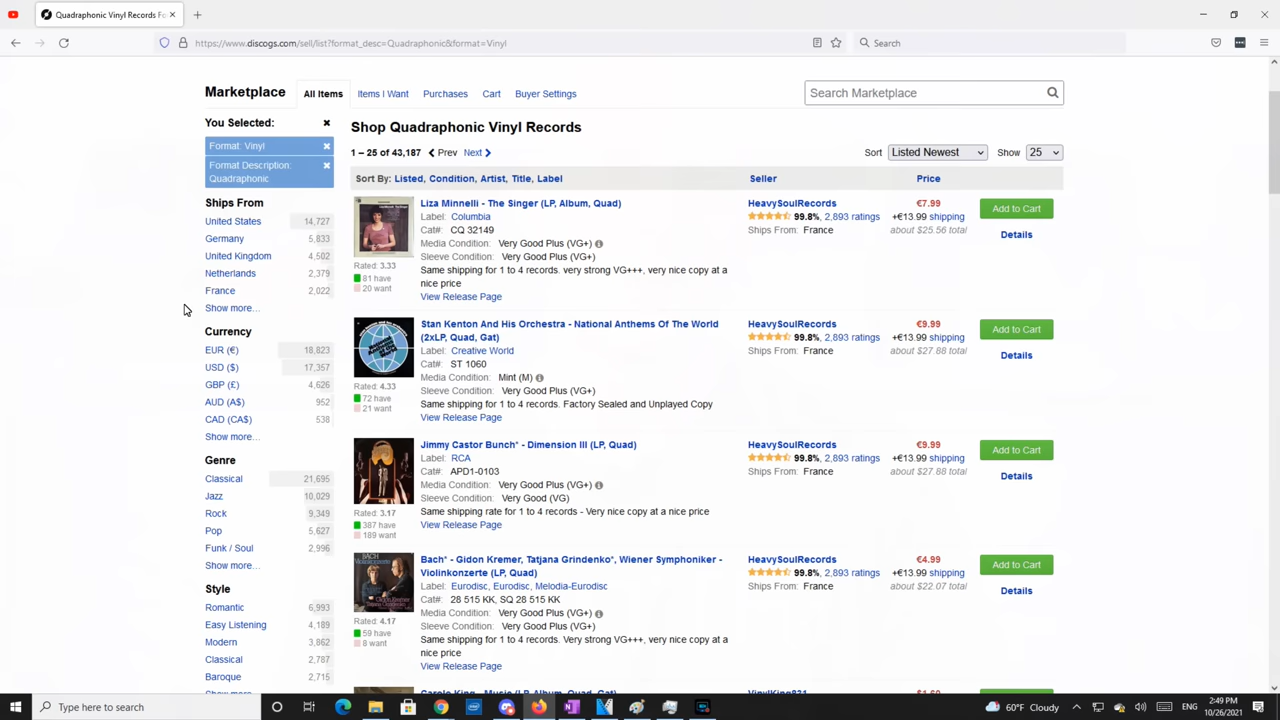 Quadraphonic Vinyl Records Fo
https://www.discogs.com/sell/list?format_desc=Quadraphonic&format=Vinyl
Search
Marketplace
All Items
Items I Want
Purchases
Cart
Buyer Settings
Search Marketplace
You Selected:
Format: Vinyl
Format Description:
Quadraphonic
Ships From
United States 14,727
Germany 5,833
United Kingdom 4,502
Netherlands 2,379
France 2,022
Show more…
Currency
EUR (€) 18,823
USD ($) 17,357
GBP (£) 4,626
AUD (A$) 952
CAD (CA$) 538
Show more…
Genre
Classical 21,695
Jazz 10,029
Rock 9,349
Pop 5,627
Funk / Soul 2,996
Show more…
Style
Romantic 6,993
Easy Listening 4,189
Modern 3,862
Classical 2,787
Baroque 2,715
Show more…
Shop Quadraphonic Vinyl Records
1 – 25 of 43,187 Prev Next
Sort Listed Newest Show 25
Sort By: Listed, Condition, Artist, Title, Label Seller Price
Liza Minnelli - The Singer (LP, Album, Quad)
Label: Columbia
Cat#: CQ 32149
Media Condition: Very Good Plus (VG+)
Sleeve Condition: Very Good Plus (VG+)
Same shipping for 1 to 4 records. very strong VG+++, very nice copy at a
nice price
View Release Page
Rated: 3.33
81 have
20 want
HeavySoulRecords
99.8%, 2,893 ratings
Ships From: France
€7.99
+€13.99 shipping
about $25.56 total
Add to Cart
Details
Stan Kenton And His Orchestra - National Anthems Of The World
(2xLP, Quad, Gat)
Label: Creative World
Cat#: ST 1060
Media Condition: Mint (M)
Sleeve Condition: Very Good Plus (VG+)
Same shipping for 1 to 4 records. Factory Sealed and Unplayed Copy
View Release Page
Rated: 4.33
72 have
21 want
HeavySoulRecords
99.8%, 2,893 ratings
Ships From: France
€9.99
+€13.99 shipping
about $27.88 total
Add to Cart
Details
Jimmy Castor Bunch* - Dimension III (LP, Quad)
Label: RCA
Cat#: APD1-0103
Media Condition: Very Good Plus (VG+)
Sleeve Condition: Very Good (VG)
Same shipping rate for 1 to 4 records - Very nice copy at a nice price
View Release Page
Rated: 3.17
387 have
189 want
HeavySoulRecords
99.8%, 2,893 ratings
Ships From: France
€9.99
+€13.99 shipping
about $27.88 total
Add to Cart
Details
Bach* - Gidon Kremer, Tatjana Grindenko*, Wiener Symphoniker -
Violinkonzerte (LP, Quad)
Label: Eurodisc, Eurodisc, Melodia-Eurodisc
Cat#: 28 515 KK, SQ 28 515 KK
Media Condition: Very Good Plus (VG+)
Sleeve Condition: Very Good Plus (VG+)
Same shipping for 1 to 4 records. Very strong VG+++, very nice copy at a
nice price
View Release Page
BACH
Rated: 4.17
59 have
8 want
HeavySoulRecords
99.8%, 2,893 ratings
Ships From: France
€4.99
+€13.99 shipping
about $22.07 total
Add to Cart
Details
Carole King - Music (LP, Album, Quad, Gat)
VinylKing831
Type here to search
60°F Cloudy
ENG
2:49 PM
10/26/2021